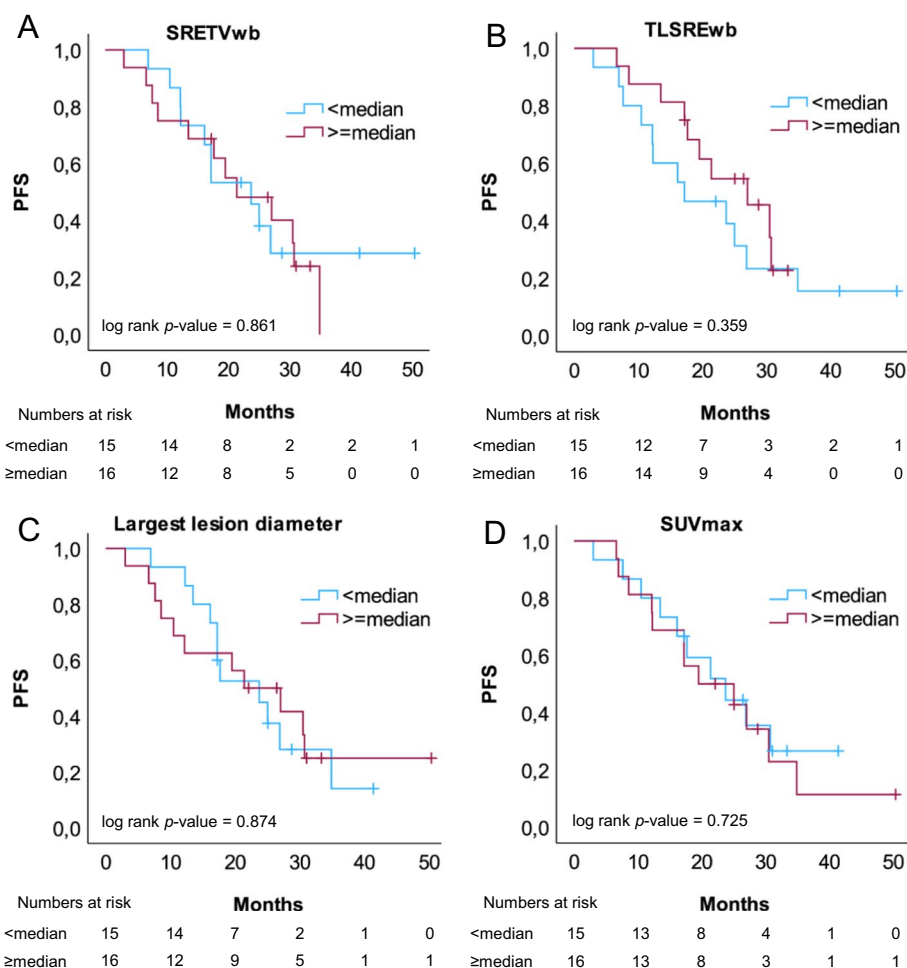 A
SRETVwb
1,0
0,8
0,6
0,4
0,2
0,0
PFS
<median
>=median
log rank p-value = 0.861
0 10 20 30 40 50
Numbers at risk Months
<median 15 14 8 2 2 1
≥median 16 12 8 5 0 0
B
TLSREwb
1,0
0,8
0,6
0,4
0,2
0,0
PFS
<median
>=median
log rank p-value = 0.359
0 10 20 30 40 50
Numbers at risk Months
<median 15 12 7 3 2 1
≥median 16 14 9 4 0 0
C
Largest lesion diameter
1,0
0,8
0,6
0,4
0,2
0,0
PFS
<median
>=median
log rank p-value = 0.874
0 10 20 30 40 50
Numbers at risk Months
<median 15 14 7 2 1 0
≥median 16 12 9 5 1 1
D
SUVmax
1,0
0,8
0,6
0,4
0,2
0,0
PFS
<median
>=median
log rank p-value = 0.725
0 10 20 30 40 50
Numbers at risk Months
<median 15 13 8 4 1 0
≥median 16 13 8 3 1 1